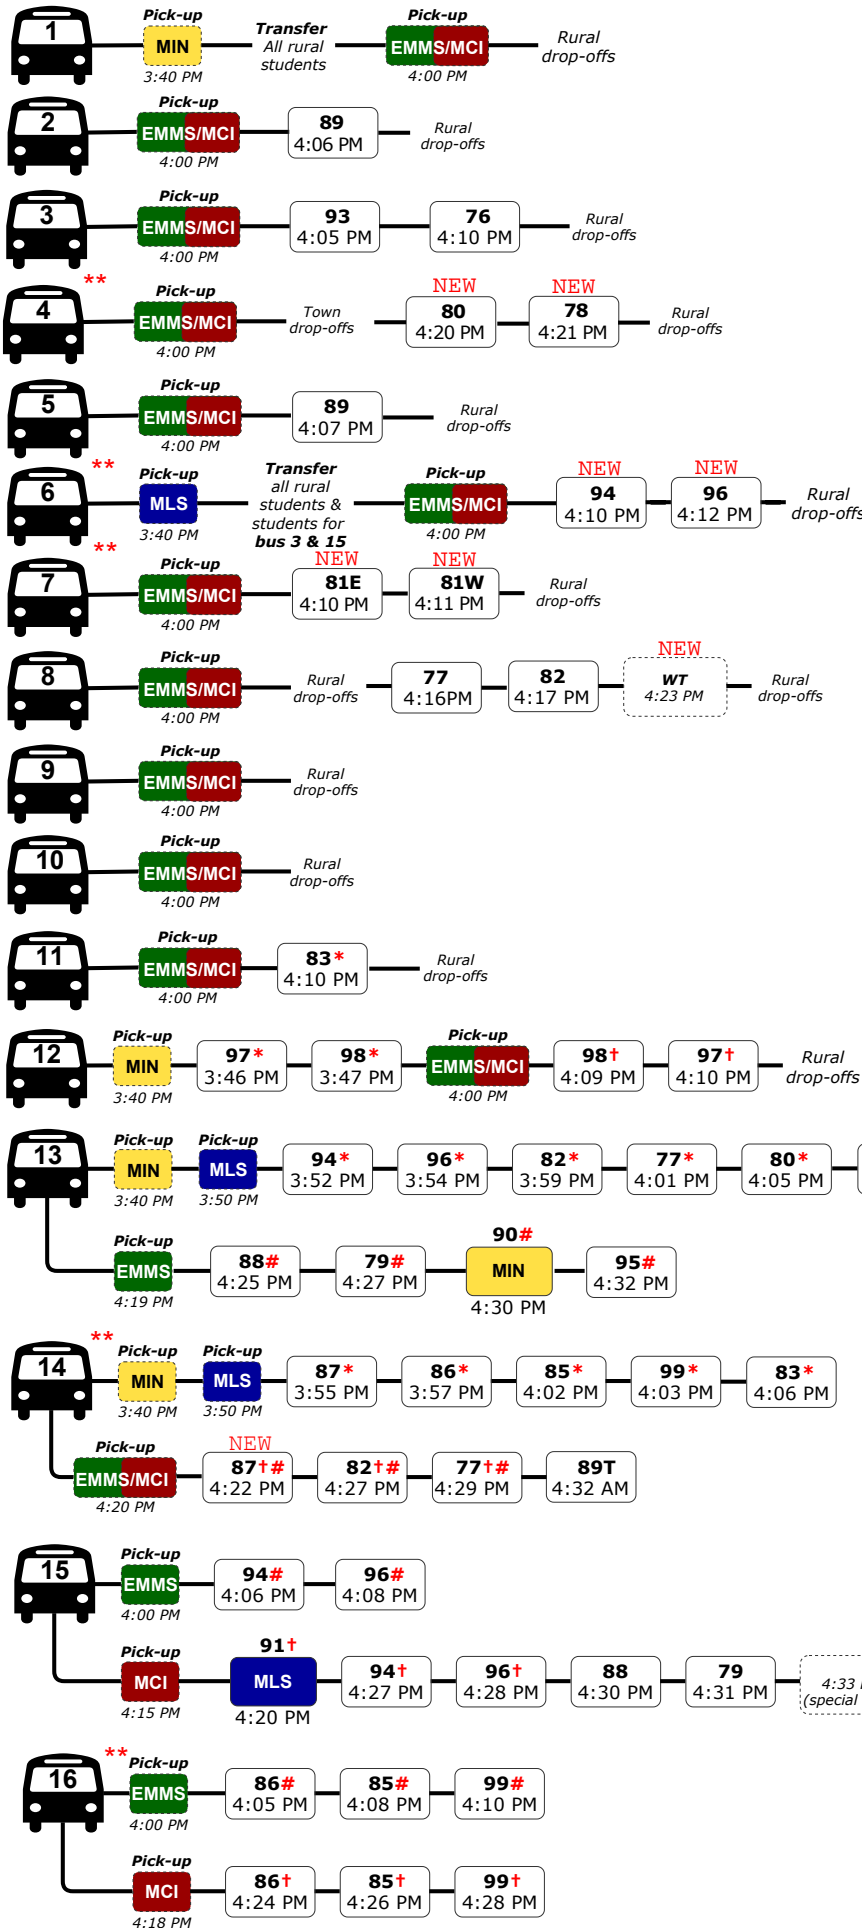 1
Pick-up
MIN
3:40 PM
Transfer
All rural
students
Pick-up
EMMS/MCI
4:00 PM
Rural
drop-offs
2
Pick-up
EMMS/MCI
4:00 PM
89
4:06 PM
Rural
drop-offs
3
Pick-up
EMMS/MCI
4:00 PM
93
4:05 PM
76
4:10 PM
Rural
drop-offs
4
**
Pick-up
EMMS/MCI
4:00 PM
Town
drop-offs
NEW
80
4:20 PM
NEW
78
4:21 PM
Rural
drop-offs
5
Pick-up
EMMS/MCI
4:00 PM
89
4:07 PM
Rural
drop-offs
6
**
Pick-up
MLS
3:40 PM
Transfer
all rural
students &
students for
bus 3 & 15
Pick-up
EMMS/MCI
4:00 PM
NEW
94
4:10 PM
NEW
96
4:12 PM
Rural
drop-offs
7
**
Pick-up
EMMS/MCI
4:00 PM
NEW
81E
4:10 PM
NEW
81W
4:11 PM
Rural
drop-offs
8
Pick-up
EMMS/MCI
4:00 PM
Rural
drop-offs
77
4:16PM
82
4:17 PM
NEW
WT
4:23 PM
Rural
drop-offs
9
Pick-up
EMMS/MCI
4:00 PM
Rural
drop-offs
10
Pick-up
EMMS/MCI
4:00 PM
Rural
drop-offs
11
Pick-up
EMMS/MCI
4:00 PM
83*
4:10 PM
Rural
drop-offs
12
Pick-up
MIN
3:40 PM
97*
3:46 PM
98*
3:47 PM
Pick-up
EMMS/MCI
4:00 PM
98†
4:09 PM
97†
4:10 PM
Rural
drop-offs
13
Pick-up
MIN
3:40 PM
Pick-up
MLS
3:50 PM
94*
3:52 PM
96*
3:54 PM
82*
3:59 PM
77*
4:01 PM
80*
4:05 PM
Pick-up
EMMS
4:19 PM
88#
4:25 PM
79#
4:27 PM
90#
MIN
4:30 PM
95#
4:32 PM
14
**
Pick-up
MIN
3:40 PM
Pick-up
MLS
3:50 PM
87*
3:55 PM
86*
3:57 PM
85*
4:02 PM
99*
4:03 PM
83*
4:06 PM
Pick-up
EMMS/MCI
4:20 PM
NEW
87†#
4:22 PM
82†#
4:27 PM
77†#
4:29 PM
89T
4:32 AM
15
Pick-up
EMMS
4:00 PM
94#
4:06 PM
96#
4:08 PM
Pick-up
MCI
4:15 PM
91†
MLS
4:20 PM
94†
4:27 PM
96†
4:28 PM
88
4:30 PM
79
4:31 PM
4:33
(special
16
**
Pick-up
EMMS
4:00 PM
86#
4:05 PM
85#
4:08 PM
99#
4:10 PM
Pick-up
MCI
4:18 PM
86†
4:24 PM
85†
4:26 PM
99†
4:28 PM